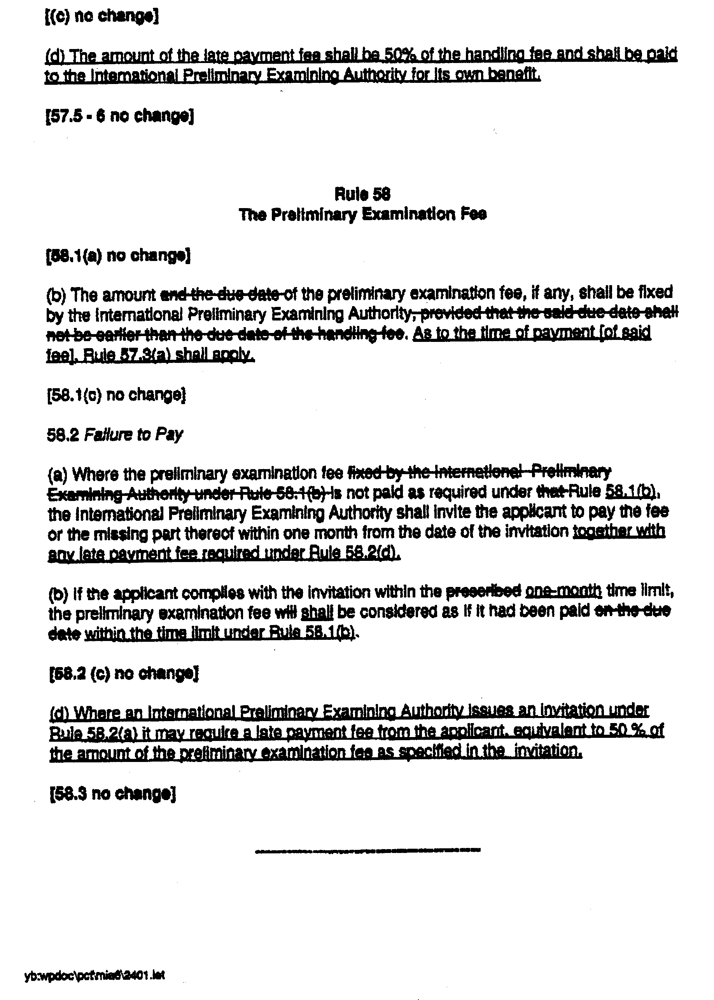 [(c) no change]
(d) The amount of the late payment fee shall be 50% of the handling fee and shall be paid
to the International Preliminary Examining Authority for its own benefit.
[57.5 - 6 no change]
Rule 58
The Preliminary Examination Fee
[58.1(a) no change]
(b) The amount and the due date of the preliminary examination fee, if any, shall be fixed
by the International Preliminary Examining Authority, provided that the said due date shall
not be earlier than the due date of the handling fee. As to the time of payment [of said
fee], Rule 57.3(a) shall apply.
[58.1(c) no change]
58.2 Failure to Pay
(a) Where the preliminary examination fee fixed by the International Preliminary
Examining Authority under Rule 58.1(b) is not paid as required under that Rule 58.1(b),
the International Preliminary Examining Authority shall invite the applicant to pay the fee
or the missing part thereof within one month from the date of the invitation together with
any late payment fee required under Rule 58.2(d).
(b) If the applicant complies with the invitation within the prescribed one-month time limit,
the preliminary examination fee will shall be considered as if it had been paid on the due
date within the time limit under Rule 58.1(b).
[58.2 (c) no change]
(d) Where an International Preliminary Examining Authority issues an invitation under
Rule 58.2(a) it may require a late payment fee from the applicant, equivalent to 50 % of
the amount of the preliminary examination fee as specified in the invitation.
[58.3 no change]
yb:wpdoc\pct\mia6\2401.let